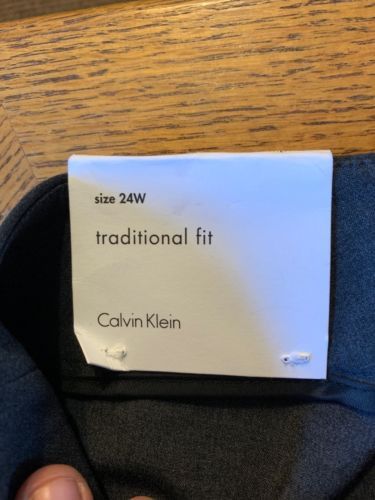 size 24W
traditional fit
Calvin Klein